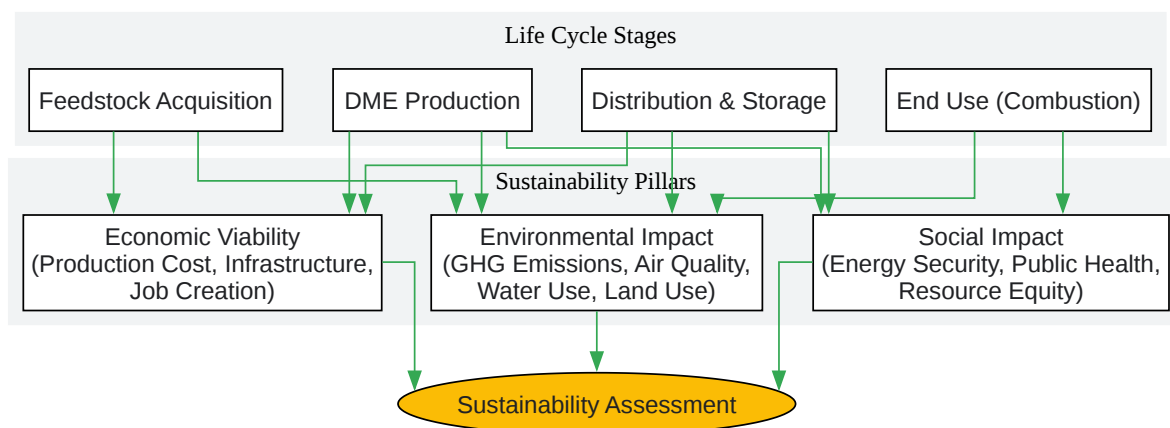 Life Cycle Stages
Feedstock Acquisition
DME Production
Distribution & Storage
End Use (Combustion)
Sustainability Pillars
Economic Viability
(Production Cost, Infrastructure,
Job Creation)
Environmental Impact
(GHG Emissions, Air Quality,
Water Use, Land Use)
Social Impact
(Energy Security, Public Health,
Resource Equity)
Sustainability Assessment